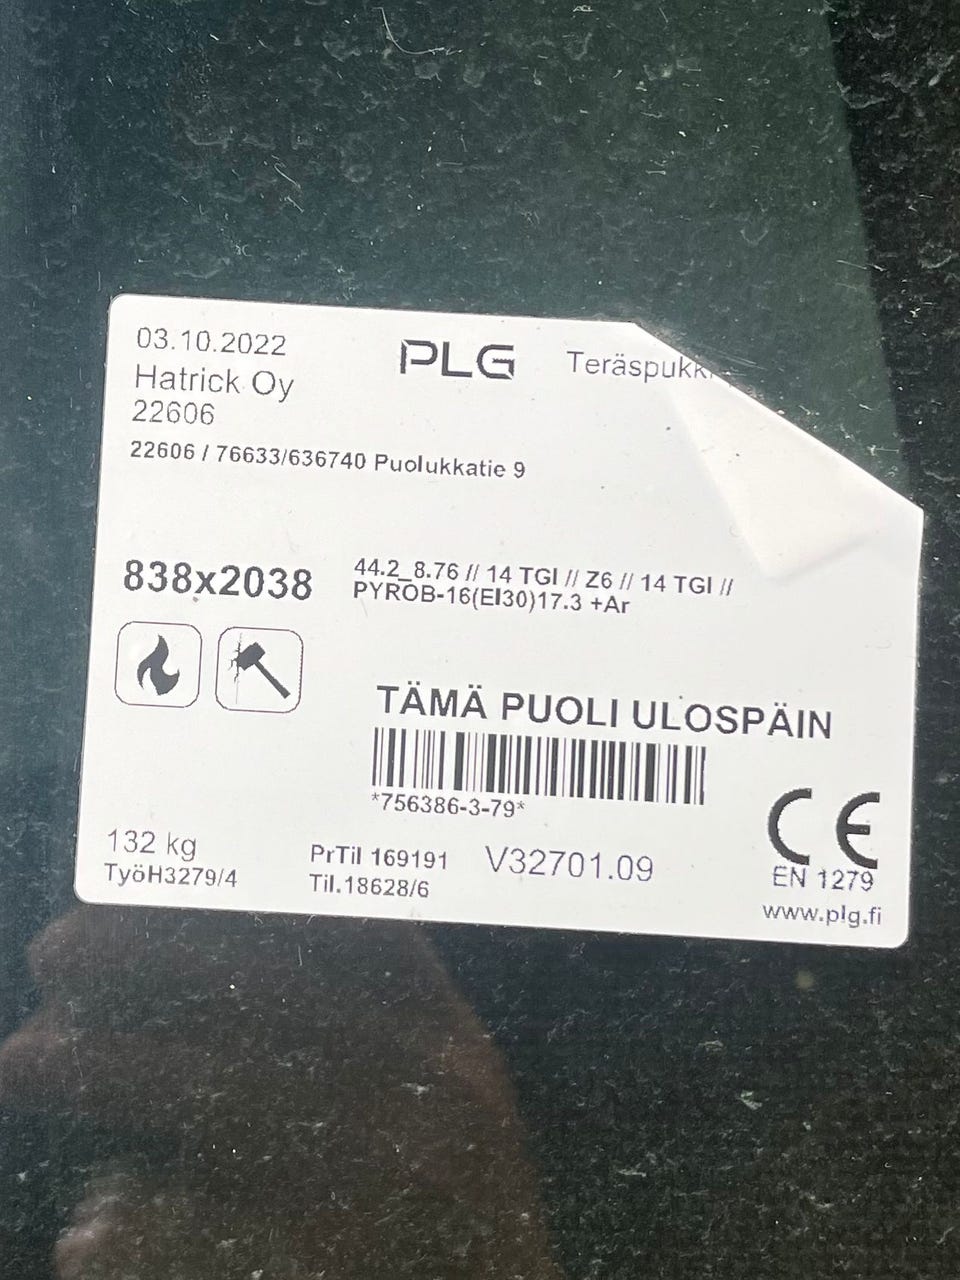 03.10.2022
Hatrick Oy
22606
PLG
22606 / 76633/636740 Puolukkatie 9
838x2038
44.2_8.76 // 14 TGI // Z6 // 14 TGI //
PYROB-16(EI30)17.3 +Ar
TÄMÄ PUOLI ULOSPÄIN
*756386-3-79*
132 kg
TyöH3279/4
PrTil 169191
Til.18628/6
V32701.09
CE
EN 1279
www.plg.fi